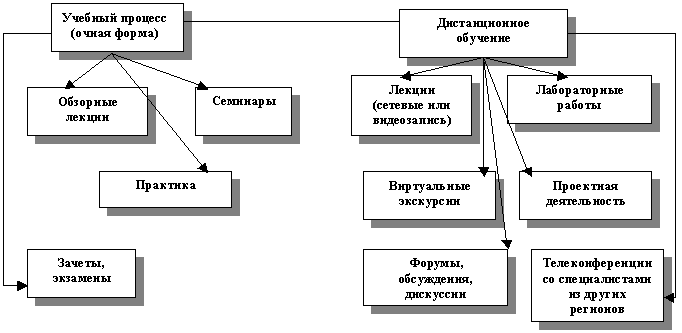 Учебный процесс
(очная форма)
Дистанционное
обучение
Обзорные
лекции
Семинары
Лекции
(сетевые или
видеозапись)
Лабораторные
работы
Практика
Виртуальные
экскурсии
Проектная
деятельность
Зачеты,
экзамены
Форумы,
обсуждения,
дискуссии
Телеконференции
со специалистами
из других
регионов